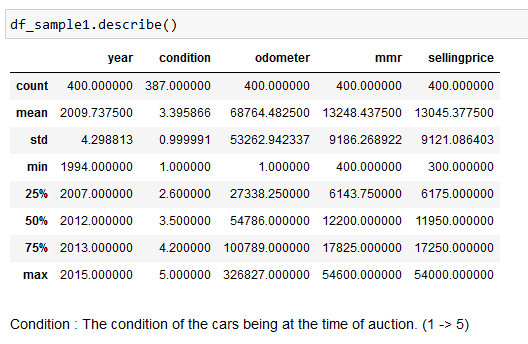 df_sample1.describe()
year condition odometer mmr sellingprice
count 400.000000 387.000000 400.000000 400.000000 400.000000
mean 2009.737500 3.395866 68764.482500 13248.437500 13045.377500
std 4.298813 0.999991 53262.942337 9186.268922 9121.086403
min 1994.000000 1.000000 1.000000 400.000000 300.000000
25% 2007.000000 2.600000 27338.250000 6143.750000 6175.000000
50% 2012.000000 3.500000 54786.000000 12200.000000 11950.000000
75% 2013.000000 4.200000 100789.000000 17825.000000 17250.000000
max 2015.000000 5.000000 326827.000000 54600.000000 54000.000000
Condition : The condition of the cars being at the time of auction. (1 -> 5)